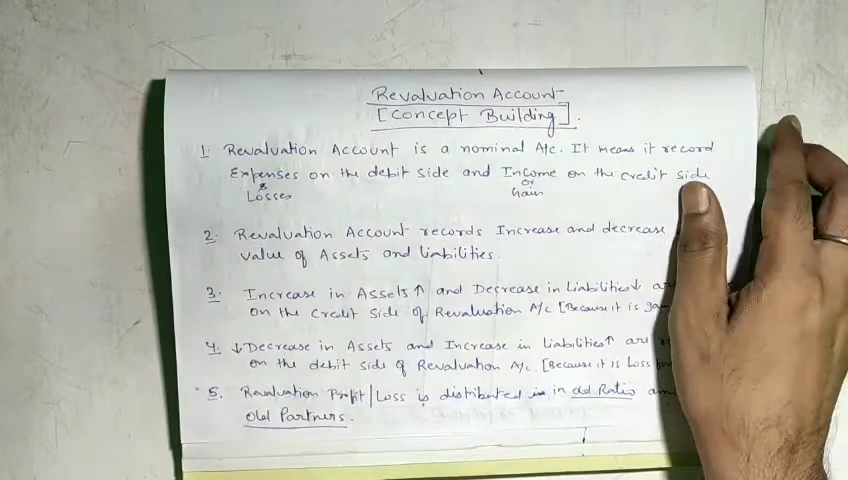 Revaluation Account
[Concept Building].
1. Revaluation Account is a nominal A/c. It means it record
Expenses on the debit side and Income on the credit side
& Losses or Gain
2. Revaluation Account records Increase and decrease
value of Assets and liabilities.
3. Increase in Assets↑ and Decrease in Liabilities↓
on the credit side of Revaluation A/c [Because it is
4. ↓Decrease in Assets and Increase in liabilities↑ are
on the debit side of Revaluation A/c. [Because it is Loss
5. Revaluation Profit/Loss is distributed in old Ratio
old Partners.